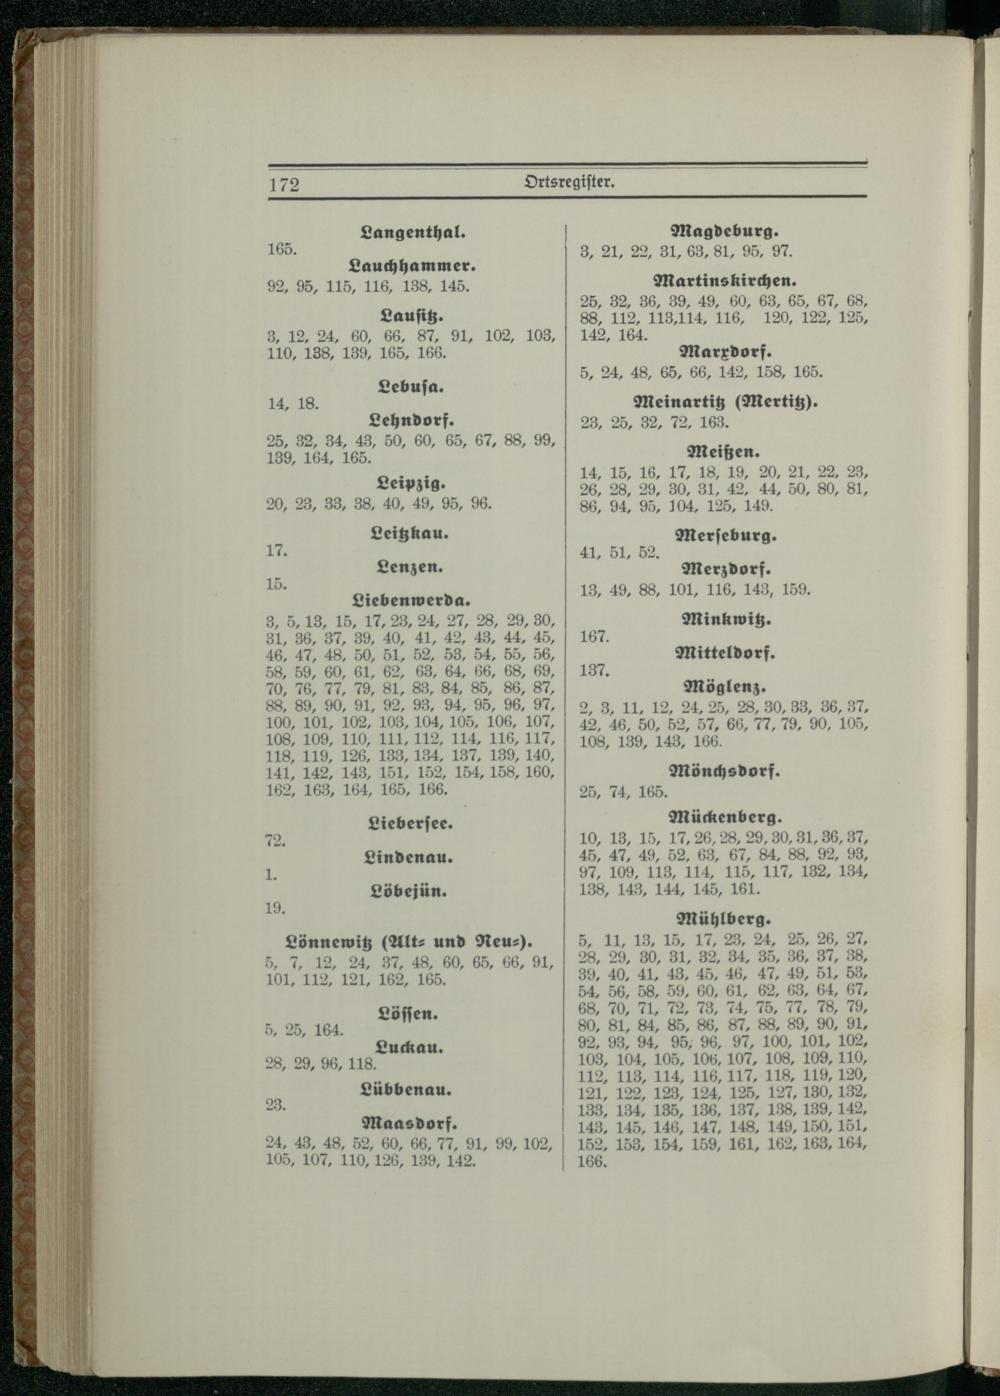 172
Ortsregister.
Langenthal.
165.
Lauchhammer.
92, 95, 115, 116, 138, 145.
Lausitz.
3, 12, 24, 60, 66, 87, 91, 102, 103,
110, 138, 139, 165, 166.
Lebusa.
14, 18.
Lehndorf.
25, 32, 34, 43, 50, 60, 65, 67, 88, 99,
139, 164, 165.
Leipzig.
20, 23, 33, 38, 40, 49, 95, 96.
Leitzkau.
17.
Lenzen.
15.
Liebenwerda.
3, 5, 13, 15, 17, 23, 24, 27, 28, 29, 30,
31, 36, 37, 39, 40, 41, 42, 43, 44, 45,
46, 47, 48, 50, 51, 52, 53, 54, 55, 56,
58, 59, 60, 61, 62, 63, 64, 66, 68, 69,
70, 76, 77, 79, 81, 83, 84, 85, 86, 87,
88, 89, 90, 91, 92, 93, 94, 95, 96, 97,
100, 101, 102, 103, 104, 105, 106, 107,
108, 109, 110, 111, 112, 114, 116, 117,
118, 119, 126, 133, 134, 137, 139, 140,
141, 142, 143, 151, 152, 154, 158, 160,
162, 163, 164, 165, 166.
Liebersee.
72.
Lindenau.
1.
Löbejün.
19.
Lönnewitz (Alt= und Neu=).
5, 7, 12, 24, 37, 48, 60, 65, 66, 91,
101, 112, 121, 162, 165.
Lössen.
5, 25, 164.
Luckau.
28, 29, 96, 118.
Lübbenau.
23.
Maasdorf.
24, 43, 48, 52, 60, 66, 77, 91, 99, 102,
105, 107, 110, 126, 139, 142.
Magdeburg.
3, 21, 22, 31, 63, 81, 95, 97.
Martinskirchen.
25, 32, 36, 39, 49, 60, 63, 65, 67, 68,
88, 112, 113,114, 116, 120, 122, 125,
142, 164.
Marxdorf.
5, 24, 48, 65, 66, 142, 158, 165.
Meinartitz (Mertitz).
23, 25, 32, 72, 163.
Meißen.
14, 15, 16, 17, 18, 19, 20, 21, 22, 23,
26, 28, 29, 30, 31, 42, 44, 50, 80, 81,
86, 94, 95, 104, 125, 149.
Merseburg.
41, 51, 52.
Merzdorf.
13, 49, 88, 101, 116, 143, 159.
Minkwitz.
167.
Mitteldorf.
137.
Möglenz.
2, 3, 11, 12, 24, 25, 28, 30, 33, 36, 37,
42, 46, 50, 52, 57, 66, 77, 79, 90, 105,
108, 139, 143, 166.
Mönchsdorf.
25, 74, 165.
Mückenberg.
10, 13, 15, 17, 26, 28, 29, 30, 31, 36, 37,
45, 47, 49, 52, 63, 67, 84, 88, 92, 93,
97, 109, 113, 114, 115, 117, 132, 134,
138, 143, 144, 145, 161.
Mühlberg.
5, 11, 13, 15, 17, 23, 24, 25, 26, 27,
28, 29, 30, 31, 32, 34, 35, 36, 37, 38,
39, 40, 41, 43, 45, 46, 47, 49, 51, 53,
54, 56, 58, 59, 60, 61, 62, 63, 64, 67,
68, 70, 71, 72, 73, 74, 75, 77, 78, 79,
80, 81, 84, 85, 86, 87, 88, 89, 90, 91,
92, 93, 94, 95, 96, 97, 100, 101, 102,
103, 104, 105, 106, 107, 108, 109, 110,
112, 113, 114, 116, 117, 118, 119, 120,
121, 122, 123, 124, 125, 127, 130, 132,
133, 134, 135, 136, 137, 138, 139, 142,
143, 145, 146, 147, 148, 149, 150, 151,
152, 153, 154, 159, 161, 162, 163, 164,
166.